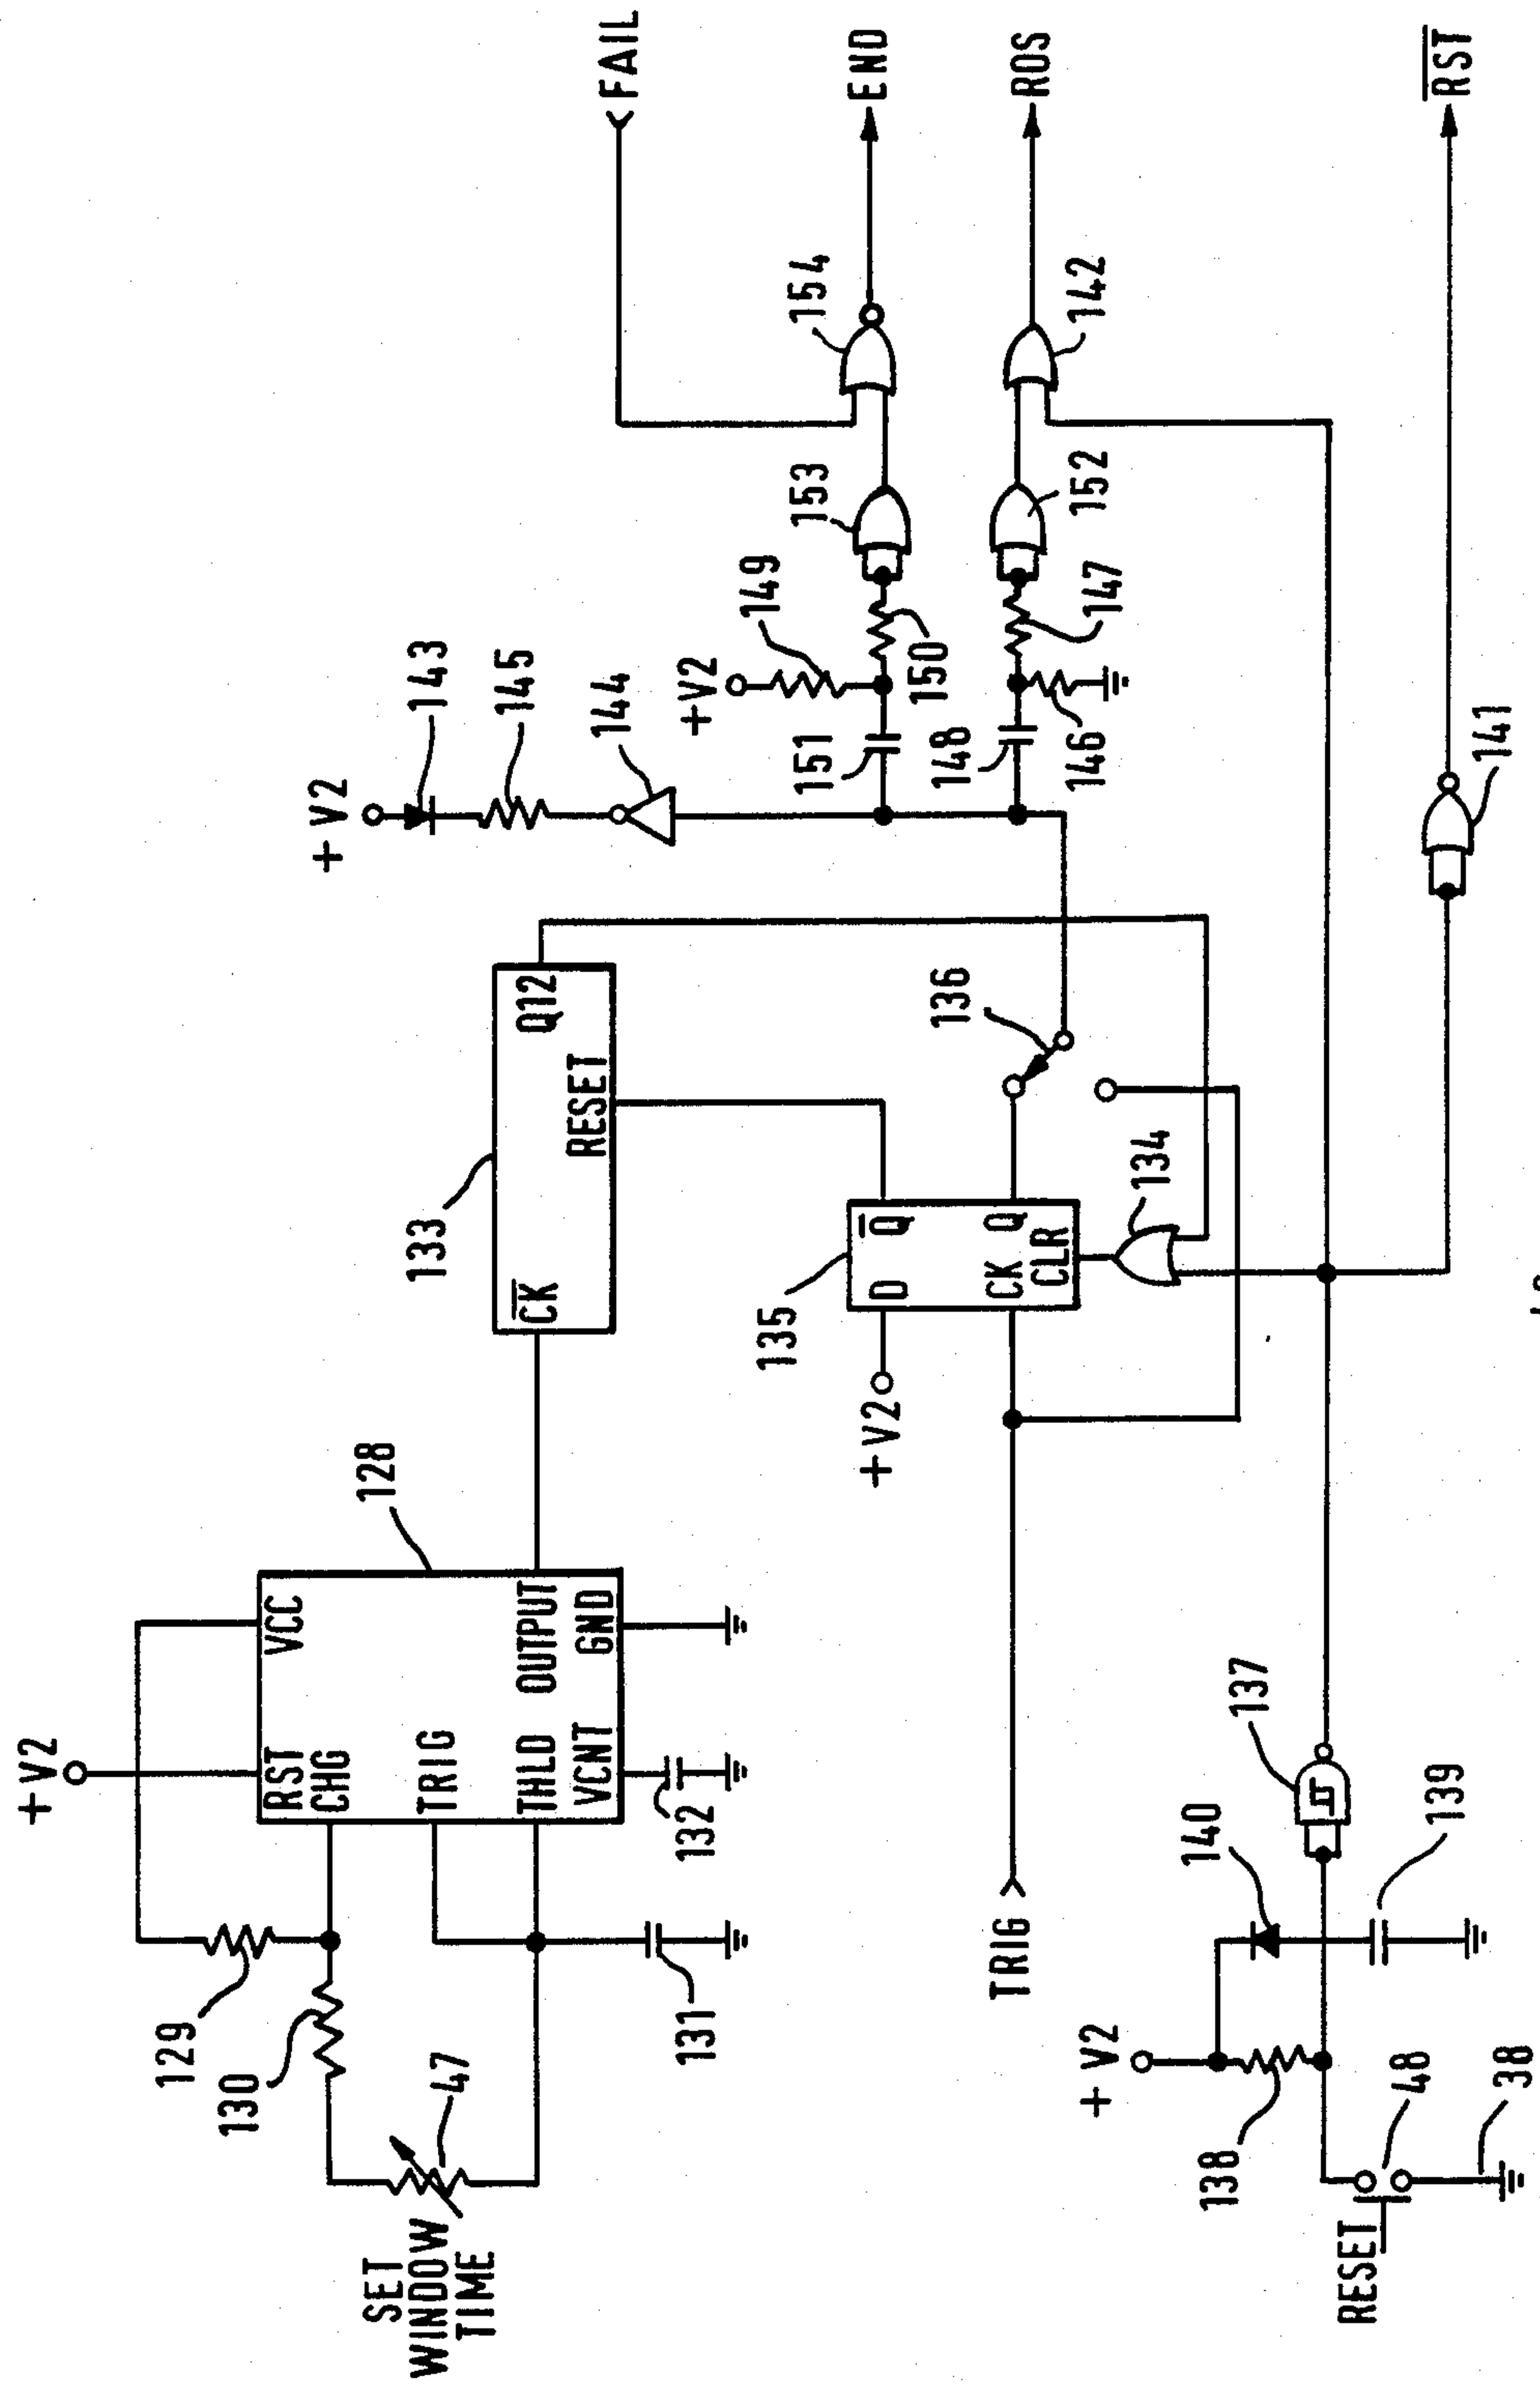 +V2
129
130
SET
WINDOW
TIME
47
131
132
RST
CHG
TRIG
THLD
VCNT
VCC
OUTPUT
GND
128
133
CK
Q12
RESET
+V2
143
145
144
+V2
149
151
150
148
146
147
153
152
154
142
FAIL
END
ROS
RST
+V2
135
D
Q
CK
Q
CLR
136
134
TRIG
+V2
138
140
139
137
RESET
48
38
141